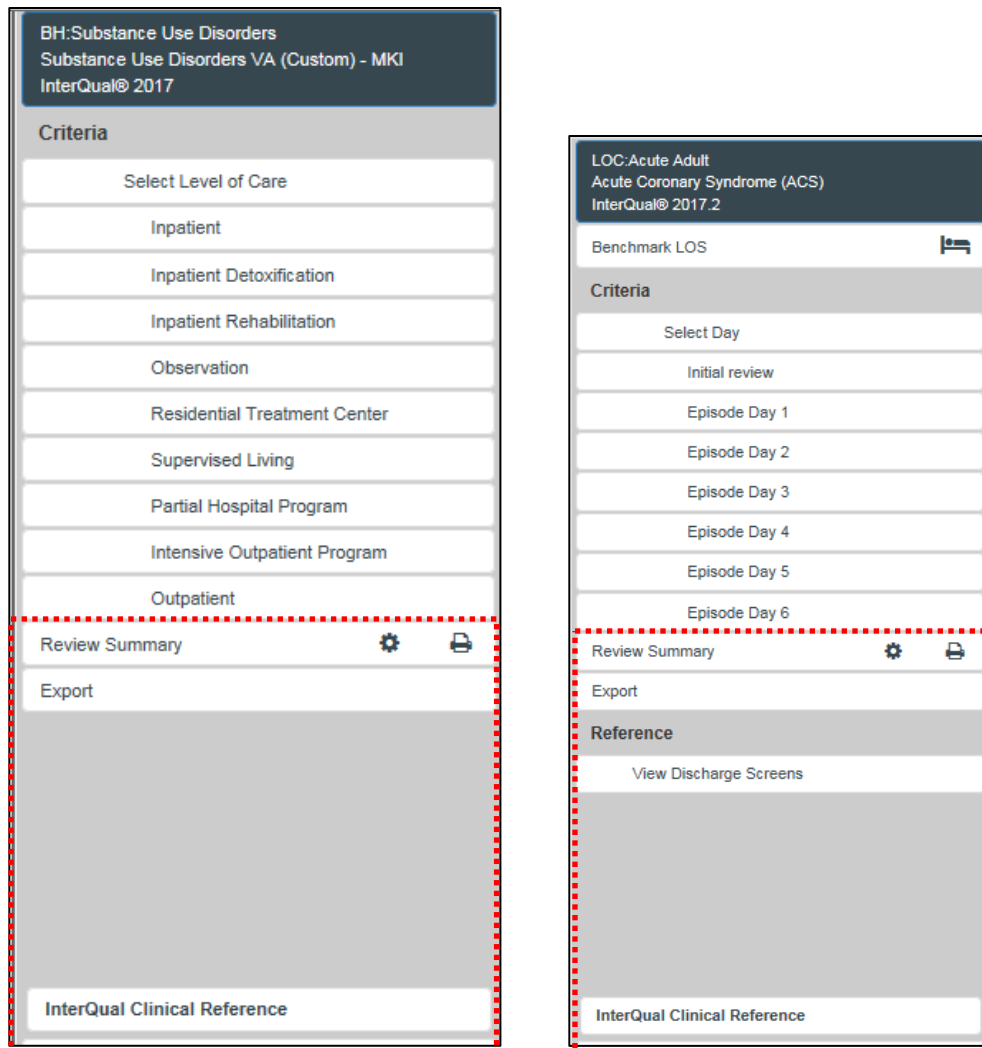 BH:Substance Use Disorders
Substance Use Disorders VA (Custom) - MKI
InterQual® 2017
Criteria
Select Level of Care
Inpatient
Inpatient Detoxification
Inpatient Rehabilitation
Observation
Residential Treatment Center
Supervised Living
Partial Hospital Program
Intensive Outpatient Program
Outpatient
Review Summary
Export
InterQual Clinical Reference
LOC:Acute Adult
Acute Coronary Syndrome (ACS)
InterQual® 2017.2
Benchmark LOS
Criteria
Select Day
Initial review
Episode Day 1
Episode Day 2
Episode Day 3
Episode Day 4
Episode Day 5
Episode Day 6
Review Summary
Export
Reference
View Discharge Screens
InterQual Clinical Reference